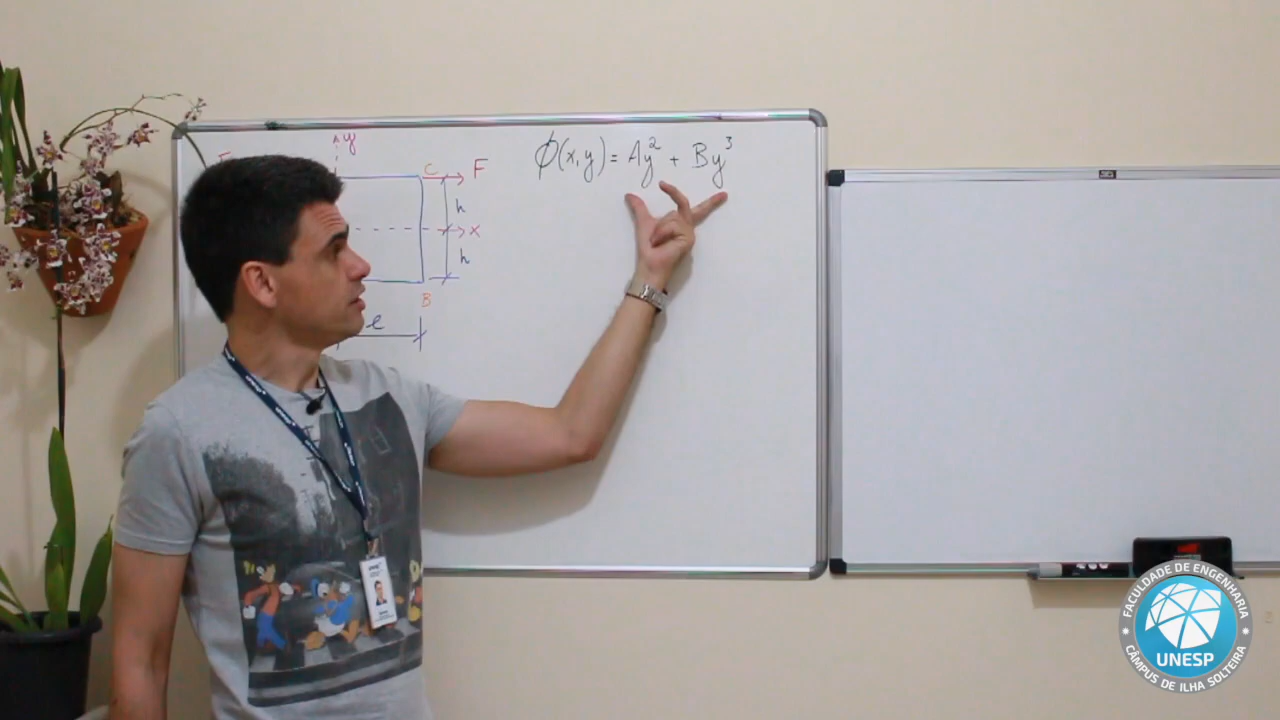 ϕ(x,y) = Ay² + By³
y
C
F
h
x
h
B
l
FACULDADE DE ENGENHARIA
UNESP
CÂMPUS DE ILHA SOLTEIRA